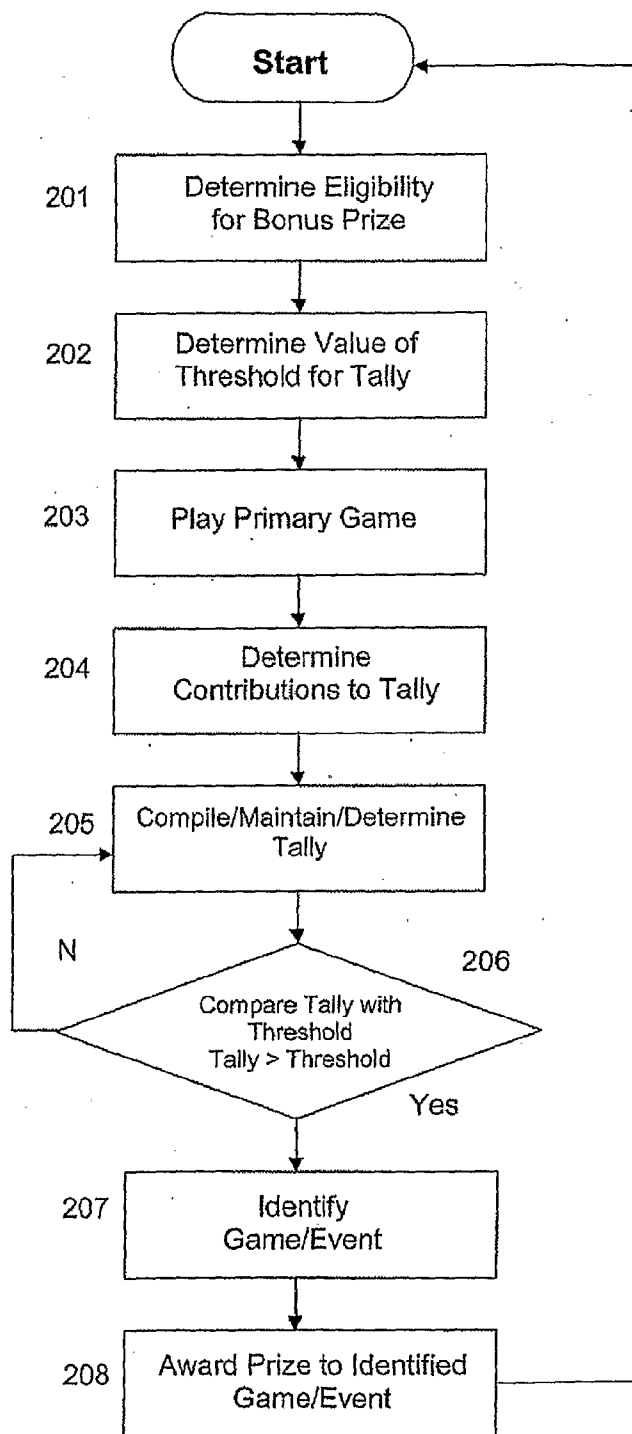 Start
201
Determine Eligibility
for Bonus Prize
202
Determine Value of
Threshold for Tally
203
Play Primary Game
204
Determine
Contributions to Tally
205
Compile/Maintain/Determine
Tally
N
206
Compare Tally with
Threshold
Tally > Threshold
Yes
207
Identify
Game/Event
208
Award Prize to Identified
Game/Event